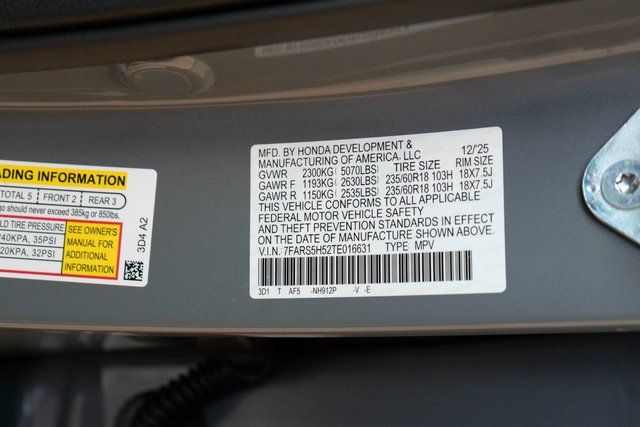 ADING INFORMATION
TOTAL 5 FRONT 2 REAR 3
go should never exceed 385kg or 850lbs.
LD TIRE PRESSURE
240KPA, 35PSI
220KPA, 32PSI
SEE OWNER'S
MANUAL FOR
ADDITIONAL
INFORMATION
3D4 A2
MFD. BY HONDA DEVELOPMENT & 12/25
MANUFACTURING OF AMERICA, LLC
GVWR 2300KG( 5070LBS) TIRE SIZE RIM SIZE
GAWR F 1193KG( 2630LBS) 235/60R18 103H 18X7.5J
GAWR R 1150KG( 2535LBS) 235/60R18 103H 18X7.5J
THIS VEHICLE CONFORMS TO ALL APPLICABLE
FEDERAL MOTOR VEHICLE SAFETY
AND THEFT PREVENTION STANDARDS IN EFFECT
ON THE DATE OF MANUFACTURE SHOWN ABOVE.
V.I.N.: 7FARS5H52TE016631 TYPE MPV
3D1 T AF5 -NH912P -V -E